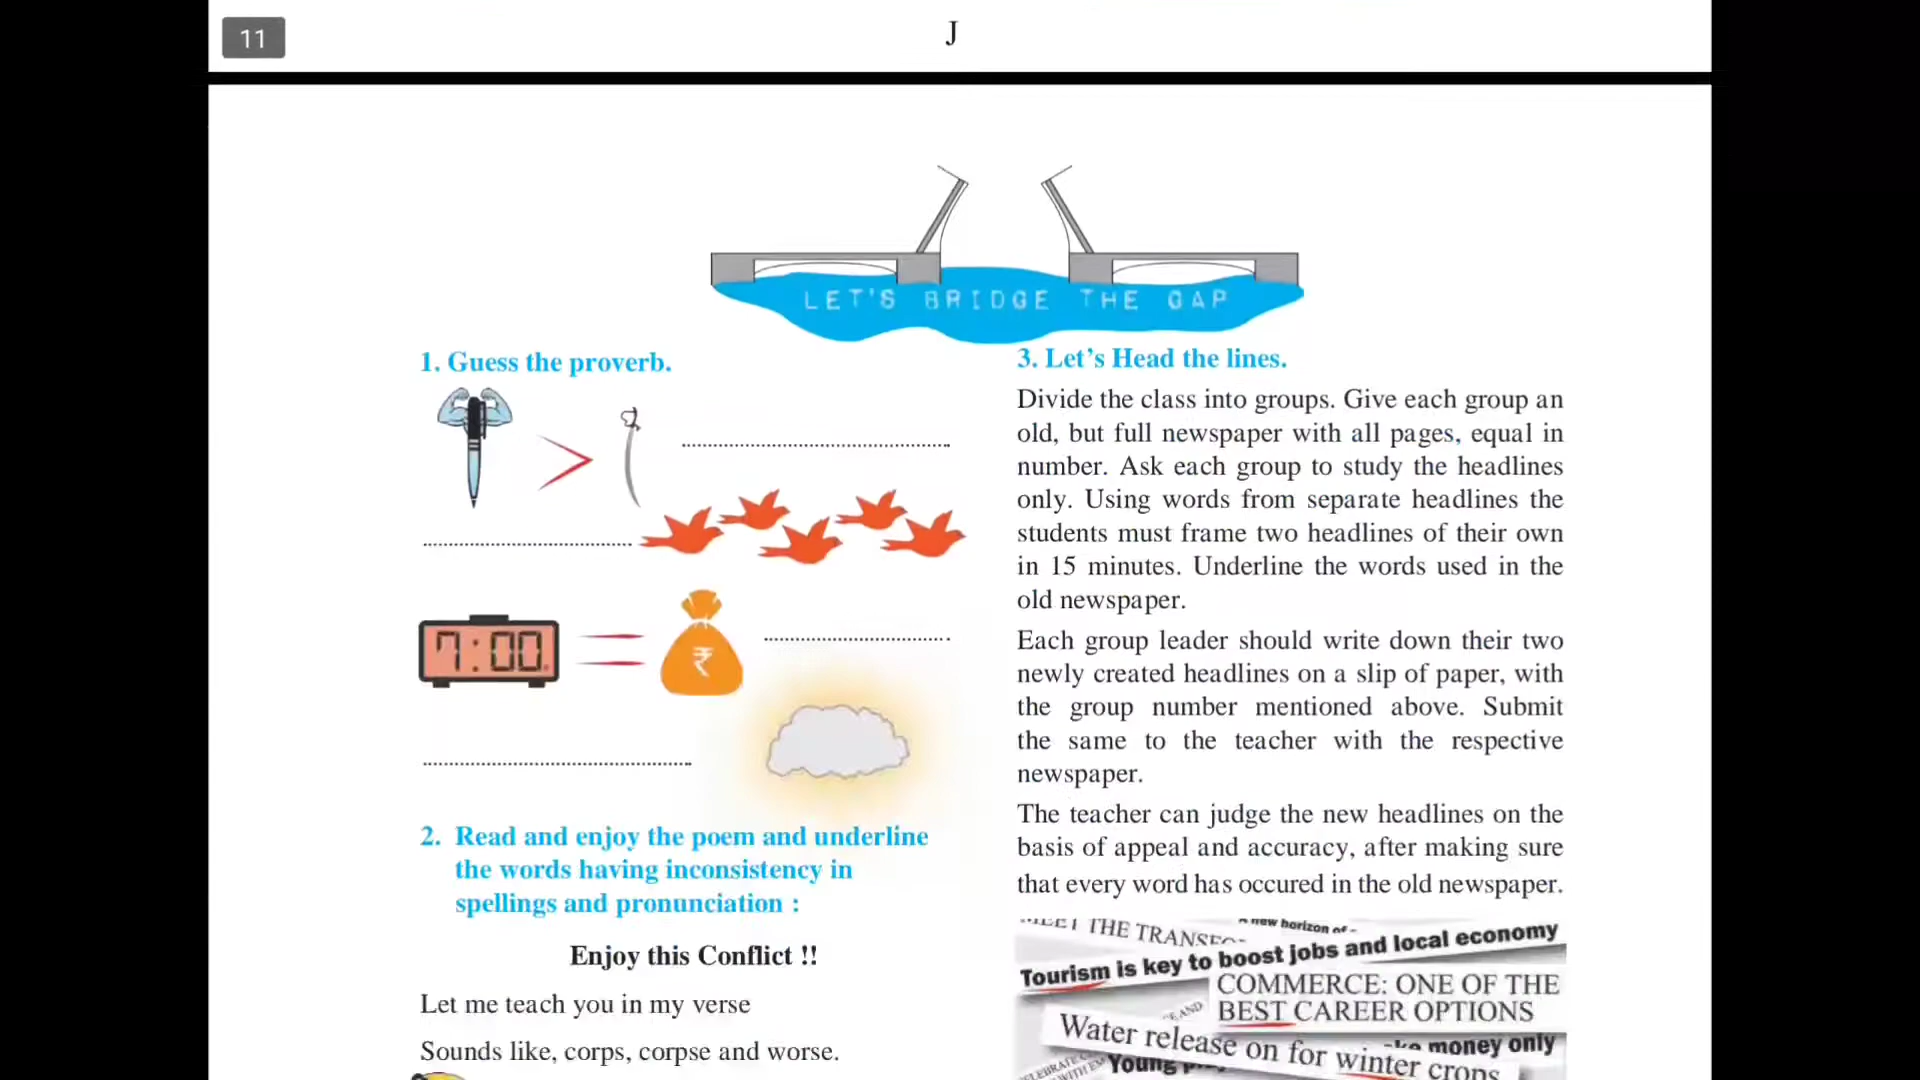 11
J
LET'S BRIDGE THE GAP
1. Guess the proverb.
7:00
₹
2. Read and enjoy the poem and underline
the words having inconsistency in
spellings and pronunciation :
Enjoy this Conflict !!
Let me teach you in my verse
Sounds like, corps, corpse and worse.
3. Let’s Head the lines.
Divide the class into groups. Give each group an
old, but full newspaper with all pages, equal in
number. Ask each group to study the headlines
only. Using words from separate headlines the
students must frame two headlines of their own
in 15 minutes. Underline the words used in the
old newspaper.
Each group leader should write down their two
newly created headlines on a slip of paper, with
the group number mentioned above. Submit
the same to the teacher with the respective
newspaper.
The teacher can judge the new headlines on the
basis of appeal and accuracy, after making sure
that every word has occured in the old newspaper.
THE
A new horizon of
Tourism is key to boost jobs and local economy
COMMERCE: ONE OF THE
BEST CAREER OPTIONS
AND
Water release on for winter crops
money only
Young